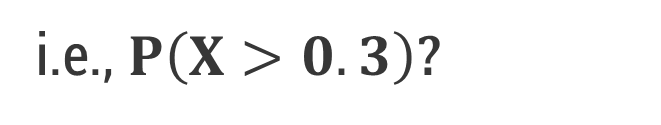 i.e., P(X > 0.3)?